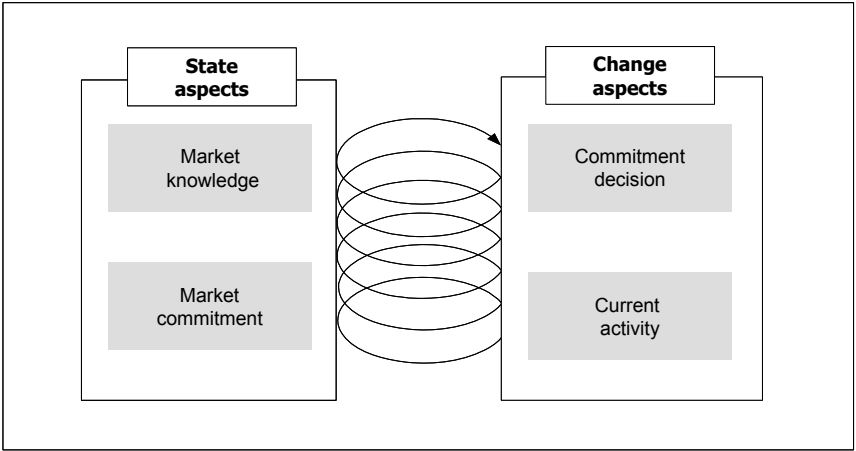 State
aspects
Market
knowledge
Market
commitment
Change
aspects
Commitment
decision
Current
activity